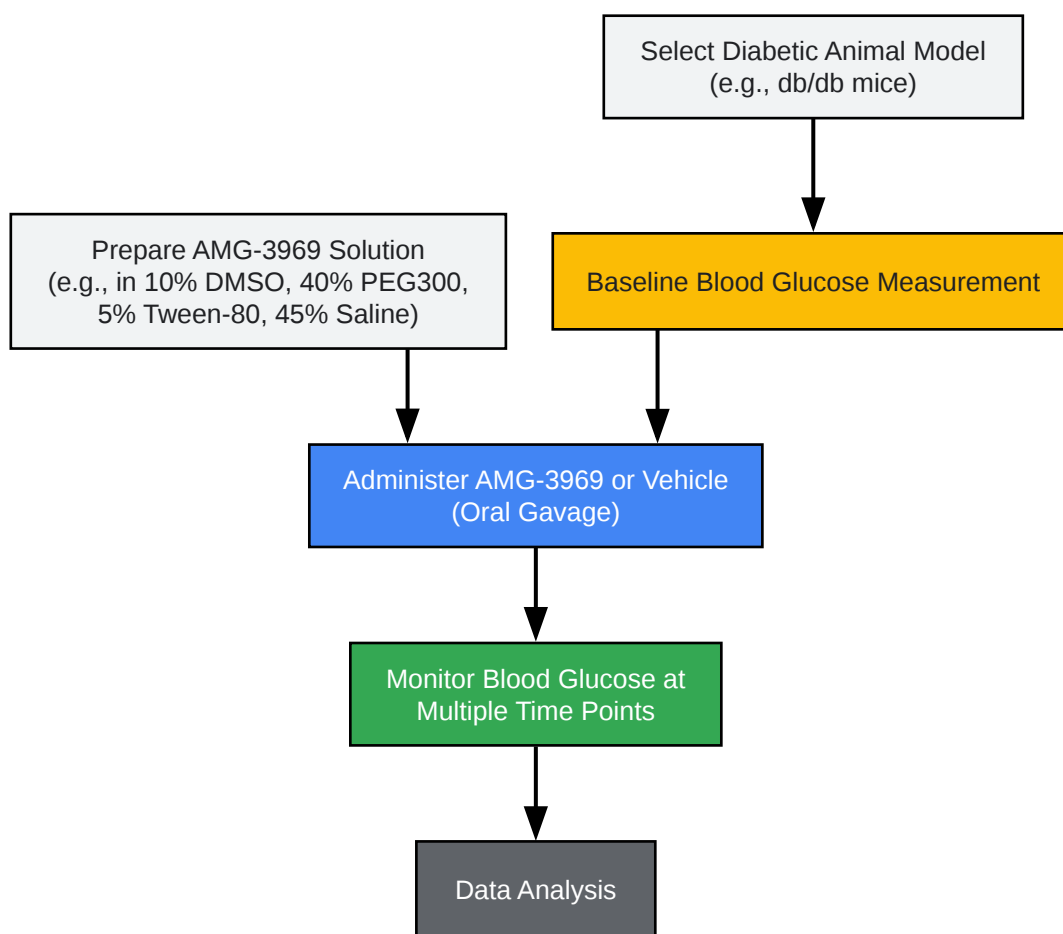 Select Diabetic Animal Model
(e.g., db/db mice)
Prepare AMG-3969 Solution
(e.g., in 10% DMSO, 40% PEG300,
5% Tween-80, 45% Saline)
Baseline Blood Glucose Measurement
Administer AMG-3969 or Vehicle
(Oral Gavage)
Monitor Blood Glucose at
Multiple Time Points
Data Analysis